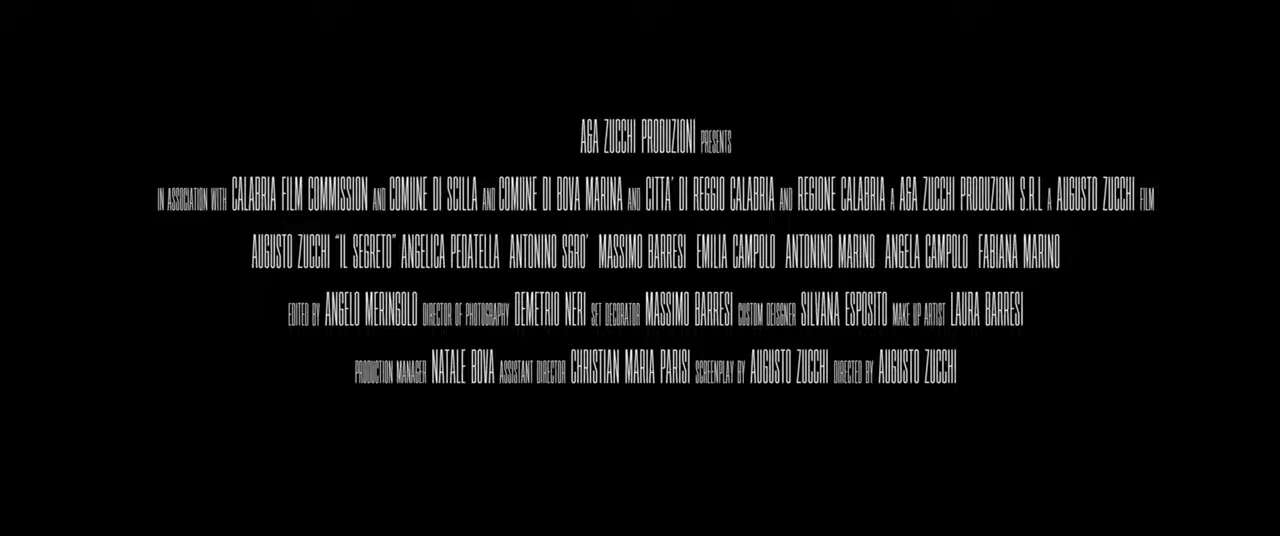 AGA ZUCCHI PRODUZIONI PRESENTS
IN ASSOCIATION WITH CALABRIA FILM COMMISSION AND COMUNE DI SCILLA AND COMUNE DI BOVA MARINA AND CITTA' DI REGGIO CALABRIA AND REGIONE CALABRIA A AGA ZUCCHI PRODUZIONI S.R.L A AUGUSTO ZUCCHI FILM
AUGUSTO ZUCCHI “IL SEGRETO” ANGELICA PEDATELLA ANTONINO SGRO' MASSIMO BARRESI EMILIA CAMPOLO ANTONINO MARINO ANGELA CAMPOLO FABIANA MARINO
EDITED BY ANGELO MERINGOLO DIRECTOR OF PHOTOGRAPHY DEMETRIO NERI SET DECORATOR MASSIMO BARRESI CUSTOM DEISGNER SILVANA ESPOSITO MAKE UP ARTIST LAURA BARRESI
PRODUCTION MANAGER NATALE BOVA ASSISTANT DIRECTOR CHRISTIAN MARIA PARISI SCREENPLAY BY AUGUSTO ZUCCHI DIRECTED BY AUGUSTO ZUCCHI